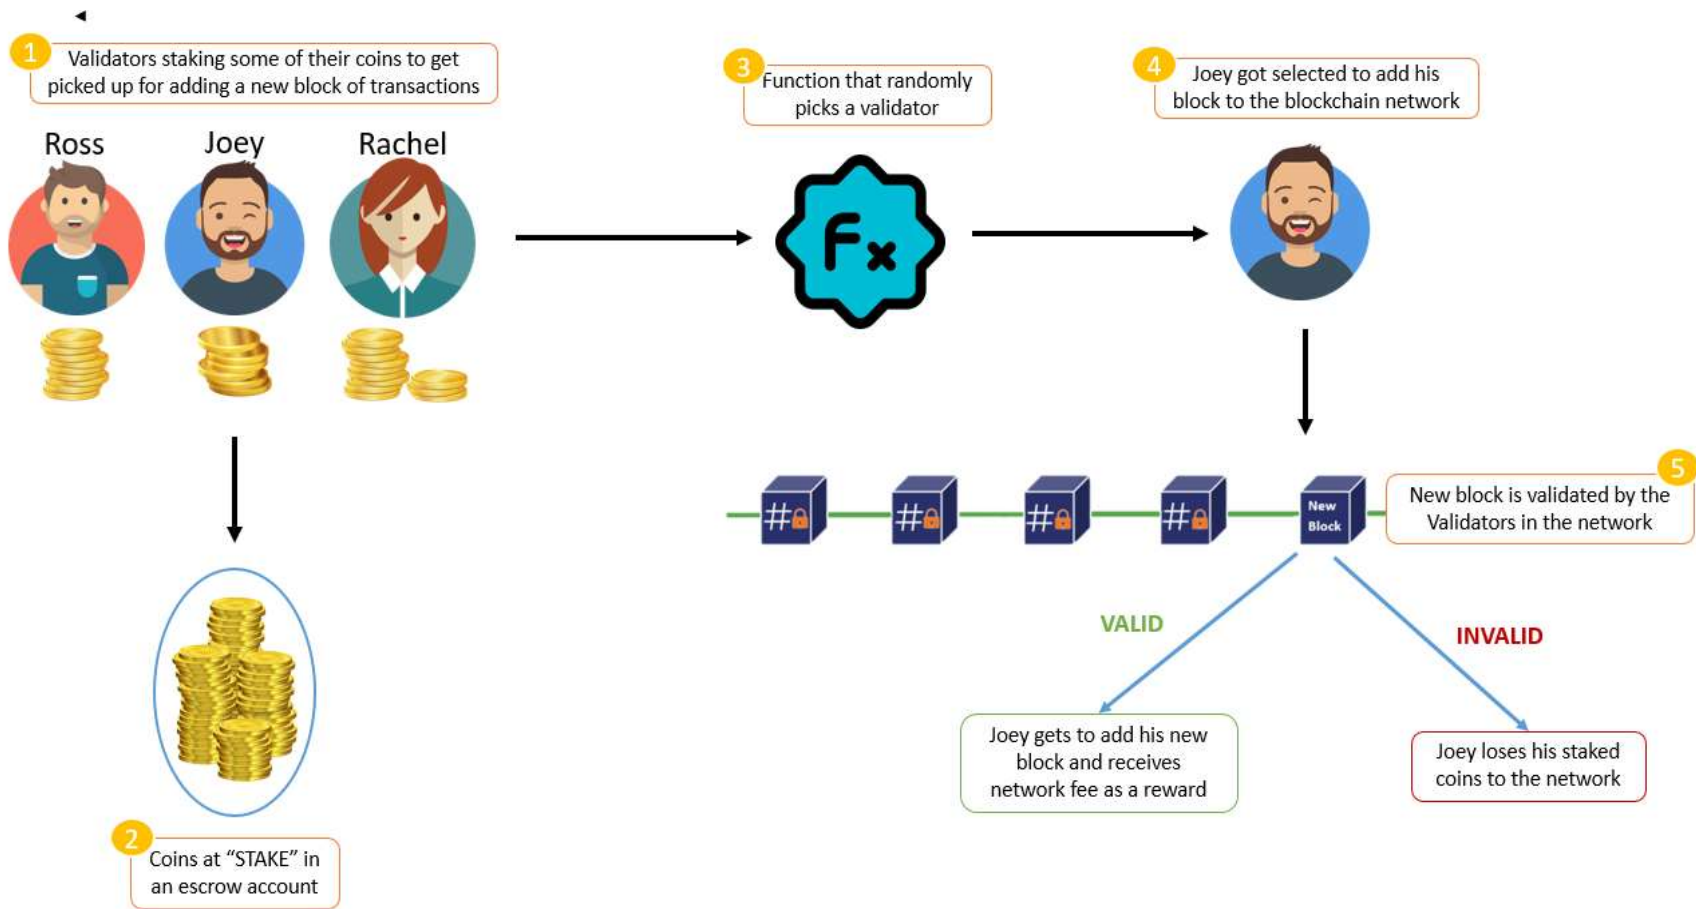 1
Validators staking some of their coins to get
picked up for adding a new block of transactions
Ross
Joey
Rachel
2
Coins at “STAKE” in
an escrow account
3
Function that randomly
picks a validator
Fx
4
Joey got selected to add his
block to the blockchain network
#
#
#
#
New
Block
5
New block is validated by the
Validators in the network
VALID
INVALID
Joey gets to add his new
block and receives
network fee as a reward
Joey loses his staked
coins to the network